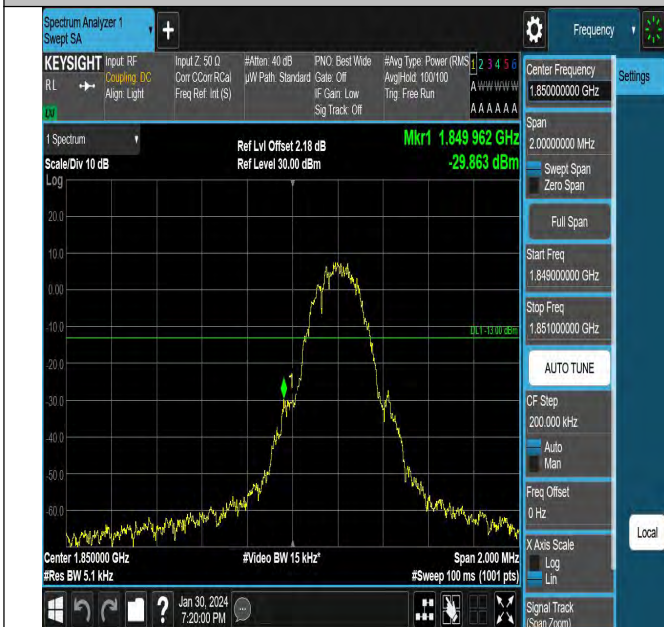 Spectrum Analyzer 1
Swept SA
+
Frequency
KEYSIGHT
RL
Input: RF
Coupling: DC
Align: Light
Input Z: 50 Ω
Corr CCorr RCal
Freq Ref: Int (S)
#Atten: 40 dB
µW Path: Standard
PNO: Best Wide
Gate: Off
IF Gain: Low
Sig Track: Off
#Avg Type: Power (RMS
Avg|Hold: 100/100
Trig: Free Run
1 2 3 4 5 6
A W W W W W
A A A A A A
1 Spectrum
Scale/Div 10 dB
Log
Ref Lvl Offset 2.18 dB
Ref Level 30.00 dBm
Mkr1 1.849 962 GHz
-29.863 dBm
20.0
10.0
0.00
-10.0
-20.0
-30.0
-40.0
-50.0
-60.0
DL1 -13.00 dBm
1
Center 1.850000 GHz
#Res BW 5.1 kHz
#Video BW 15 kHz*
Span 2.000 MHz
#Sweep 100 ms (1001 pts)
Jan 30, 2024
7:20:00 PM
Center Frequency
1.850000000 GHz
Span
2.00000000 MHz
Swept Span
Zero Span
Full Span
Start Freq
1.849000000 GHz
Stop Freq
1.851000000 GHz
AUTO TUNE
CF Step
200.000 kHz
Auto
Man
Freq Offset
0 Hz
X Axis Scale
Log
Lin
Signal Track
(Span Zoom)
Settings
Local